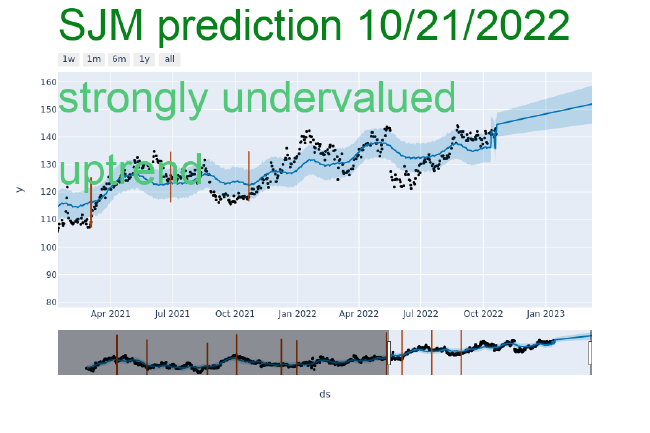 SJM prediction 10/21/2022
1w 1m 6m 1y all
160
strongly undervalued
150
140
130
uptrend
120
y
110
100
90
80
Apr 2021 Jul 2021 Oct 2021 Jan 2022 Apr 2022 Jul 2022 Oct 2022 Jan 2023
ds